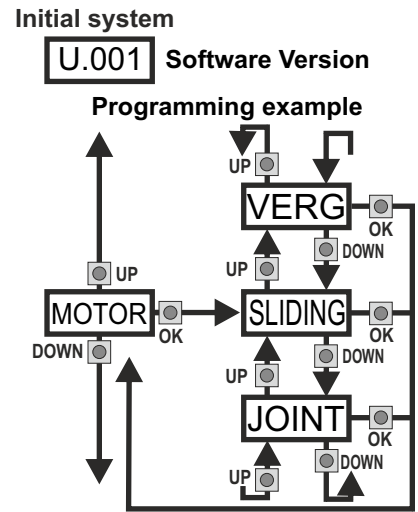 Initial system
U.001 Software Version
Programming example
UP
VERG
OK
DOWN
UP
UP
MOTOR
SLIDING
OK
OK
DOWN
DOWN
UP
JOINT
OK
DOWN
UP